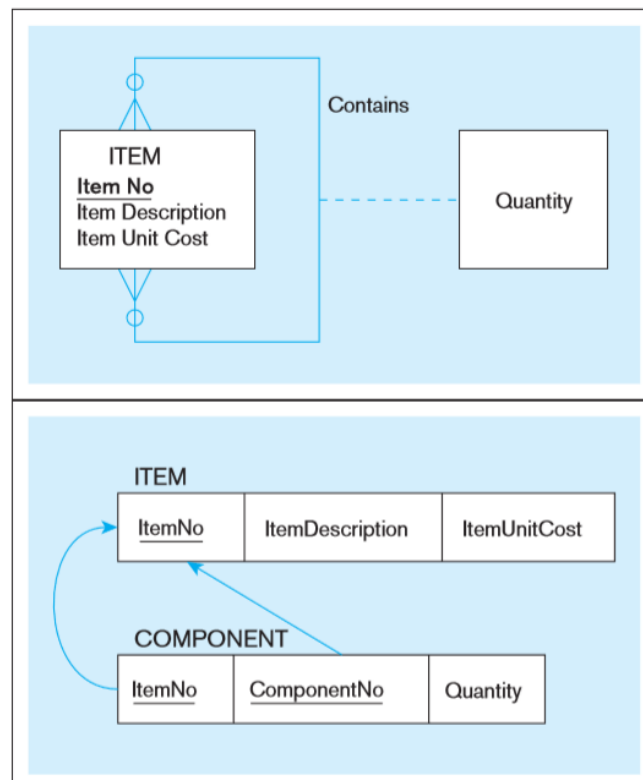 Contains
ITEM
Item No
Item Description
Item Unit Cost
Quantity
ITEM
ItemNo ItemDescription ItemUnitCost
COMPONENT
ItemNo ComponentNo Quantity